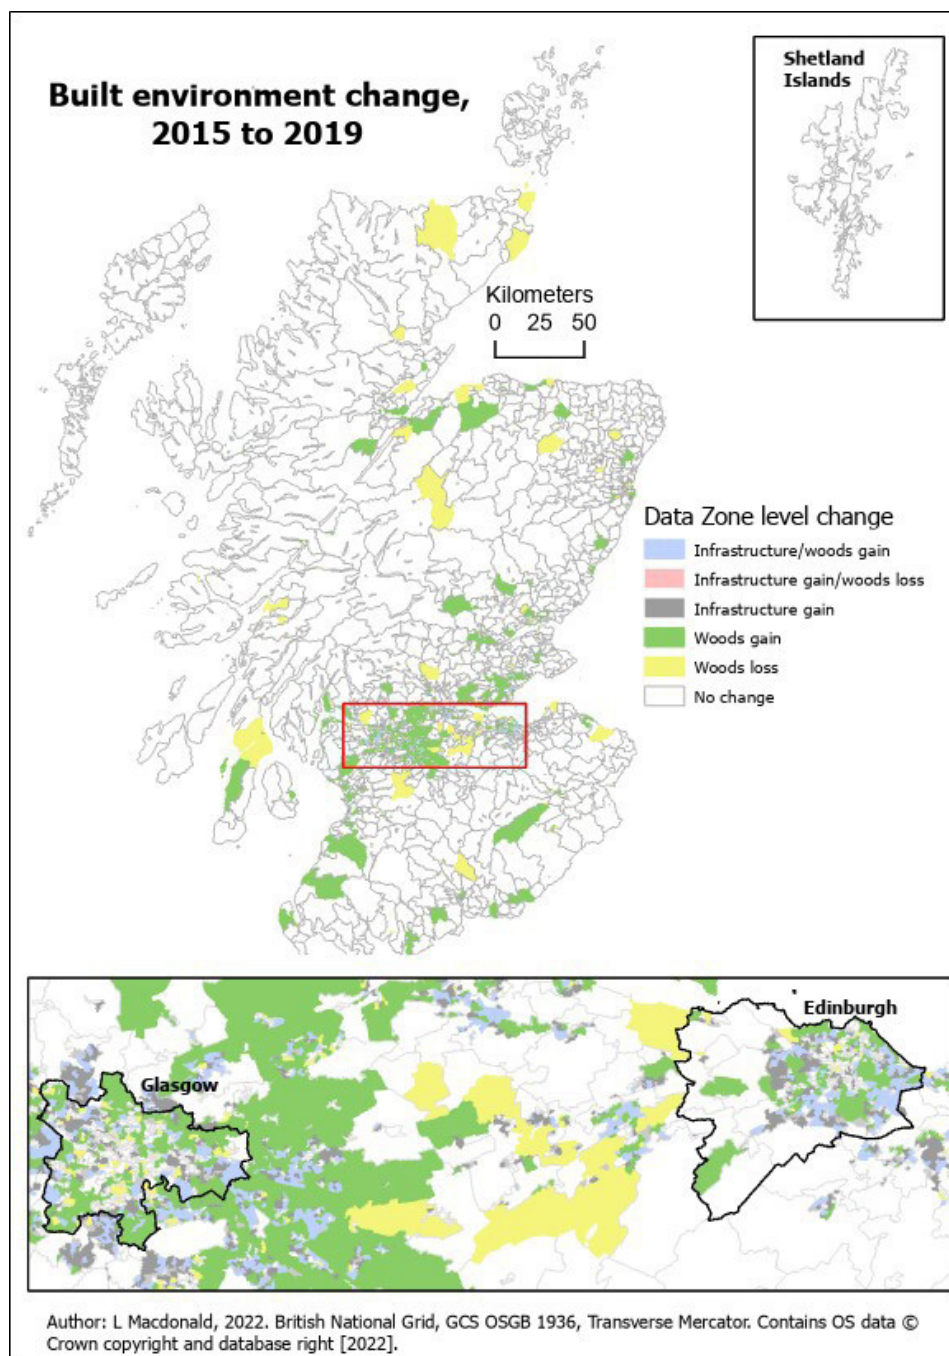 Built environment change,
2015 to 2019
Shetland
Islands
Kilometers
0 25 50
Data Zone level change
Infrastructure/woods gain
Infrastructure gain/woods loss
Infrastructure gain
Woods gain
Woods loss
No change
Edinburgh
Glasgow
Author: L Macdonald, 2022. British National Grid, GCS OSGB 1936, Transverse Mercator. Contains OS data ©
Crown copyright and database right [2022].